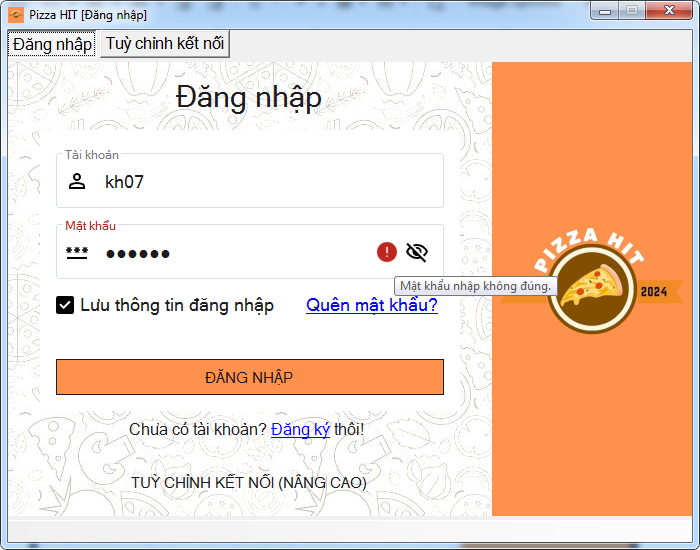 Pizza HIT [Đăng nhập]
Đăng nhập
Tuỳ chỉnh kết nối
Đăng nhập
Tài khoản
kh07
Mật khẩu
***
●●●●●●
Mật khẩu nhập không đúng.
Lưu thông tin đăng nhập
Quên mật khẩu?
ĐĂNG NHẬP
Chưa có tài khoản? Đăng ký thôi!
TUỲ CHỈNH KẾT NỐI (NÂNG CAO)
PIZZA HIT
2024